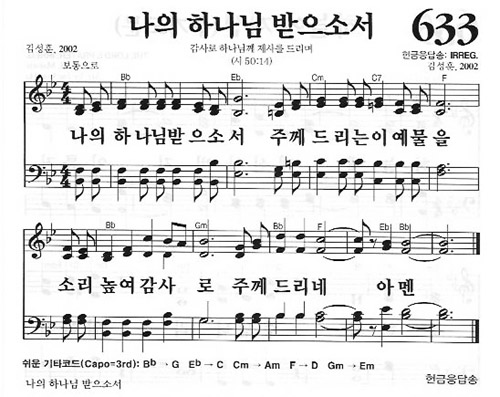 나의 하나님 받으소서 633
김성훈, 2002 감사로 하나님께 제사를 드리며 헌금응답송: IRREG.
(시 50:14) 김성훈, 2002
보통으로
Bb Eb Cm C7 F
나의 하나님받으소서 주께드리는이예물을
F7 Bb Gm Bb F Bb Eb Bb
소리높여감사로 주께드리네 아멘
쉬운 기타코드(Capo=3rd): Bb→G Eb→C Cm→Am F→D Gm→Em
나의 하나님 받으소서 헌금응답송